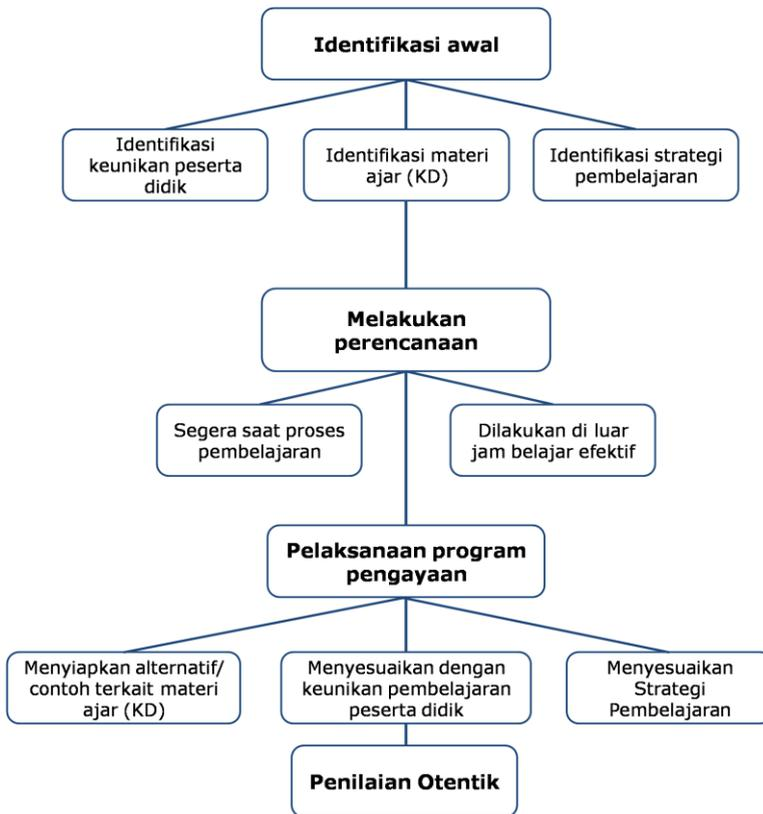 Identifikasi awal
Identifikasi
keunikan peserta
didik
Identifikasi materi
ajar (KD)
Identifikasi strategi
pembelajaran
Melakukan
perencanaan
Segera saat proses
pembelajaran
Dilakukan di luar
jam belajar efektif
Pelaksanaan program
pengayaan
Menyiapkan alternatif/
contoh terkait materi
ajar (KD)
Menyesuaikan dengan
keunikan pembelajaran
peserta didik
Menyesuaikan
Strategi
Pembelajaran
Penilaian Otentik